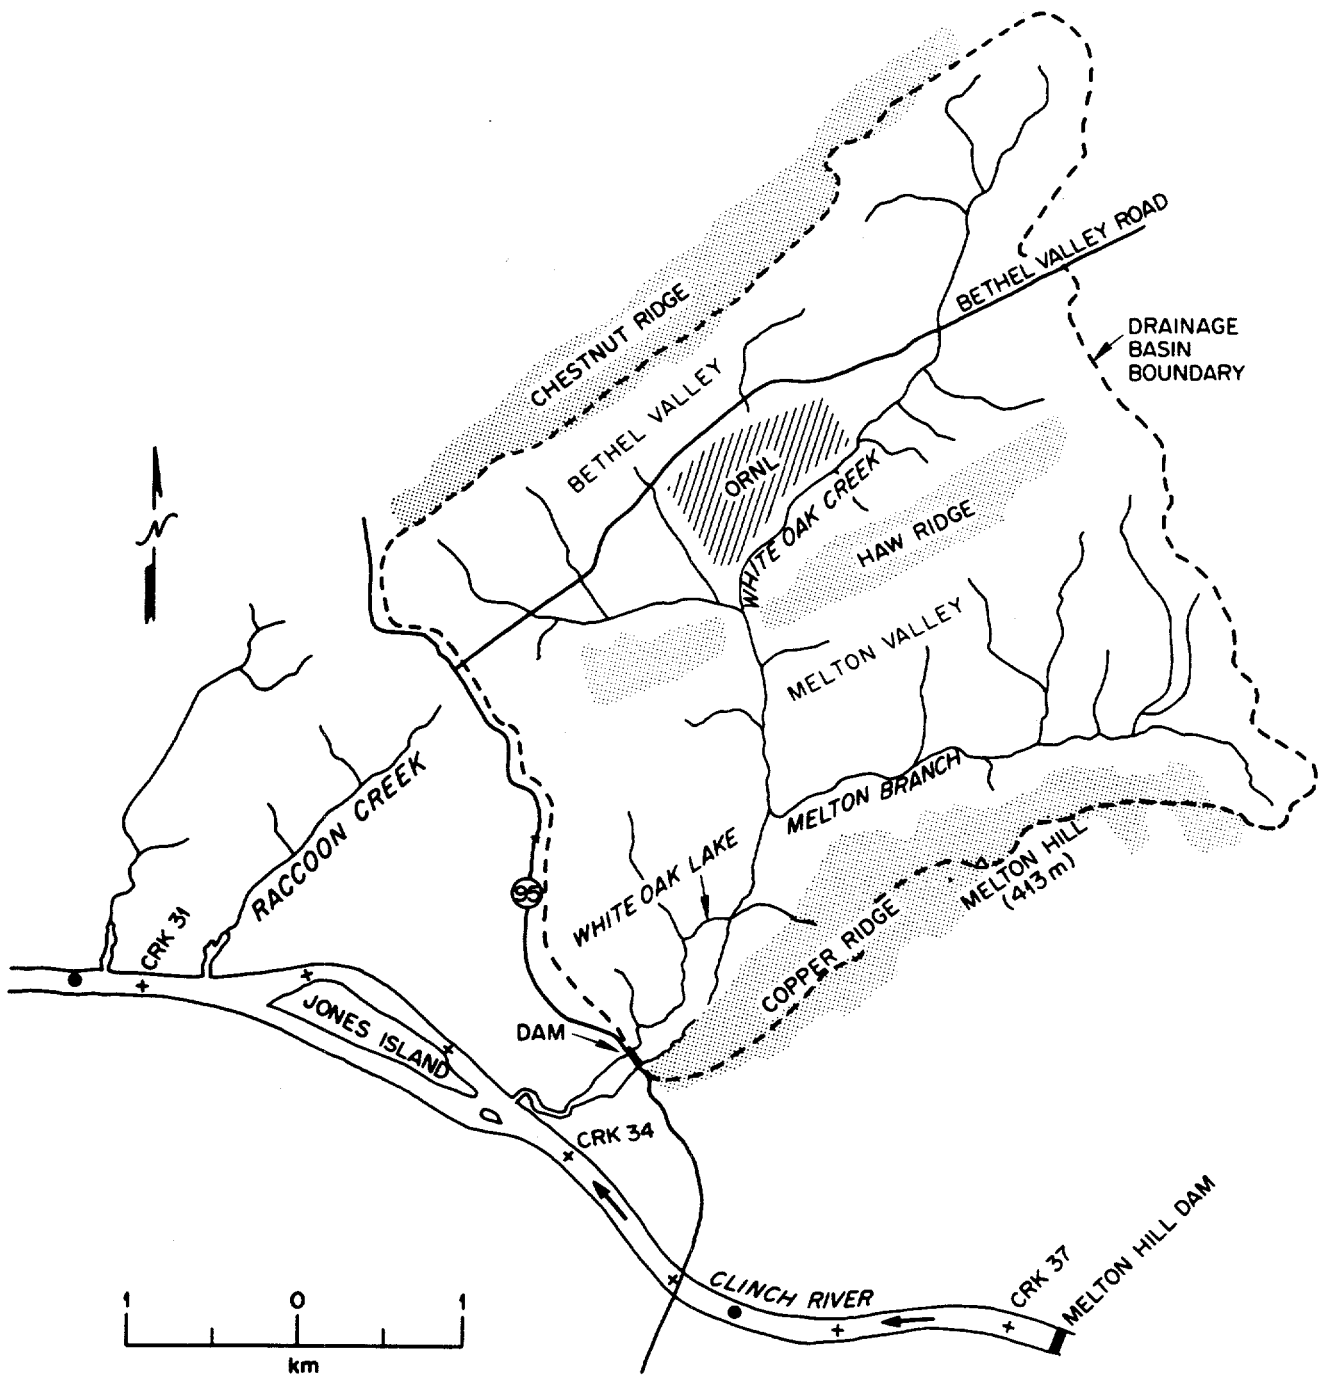 CHESTNUT RIDGE
BETHEL VALLEY ROAD
DRAINAGE
BASIN
BOUNDARY
BETHEL VALLEY
ORNL
WHITE OAK CREEK
HAW RIDGE
N
MELTON VALLEY
RACCOON CREEK
MELTON BRANCH
WHITE OAK LAKE
95
MELTON HILL
(413 m)
COPPER RIDGE
CRK 31
JONES ISLAND
DAM
CRK 34
CLINCH RIVER
CRK 37
MELTON HILL DAM
1 0 1
km